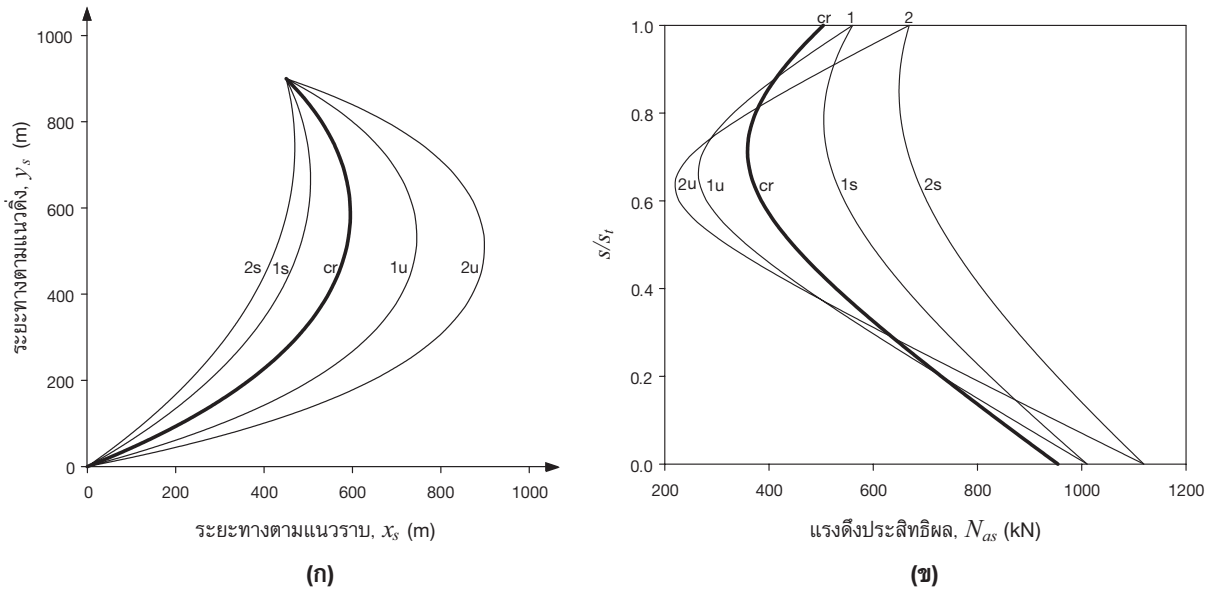 1000
800
600
400
200
0
ระยะทางตามแนวดิ่ง, y_s (m)
2s 1s cr 1u 2u
0 200 400 600 800 1000
ระยะทางตามแนวราบ, x_s (m)
(ก)
cr 1 2
1.0
0.8
0.6
0.4
0.2
0.0
s/s_t
2u 1u cr 1s 2s
200 400 600 800 1000 1200
แรงดึงประสิทธิผล, N_as (kN)
(ข)